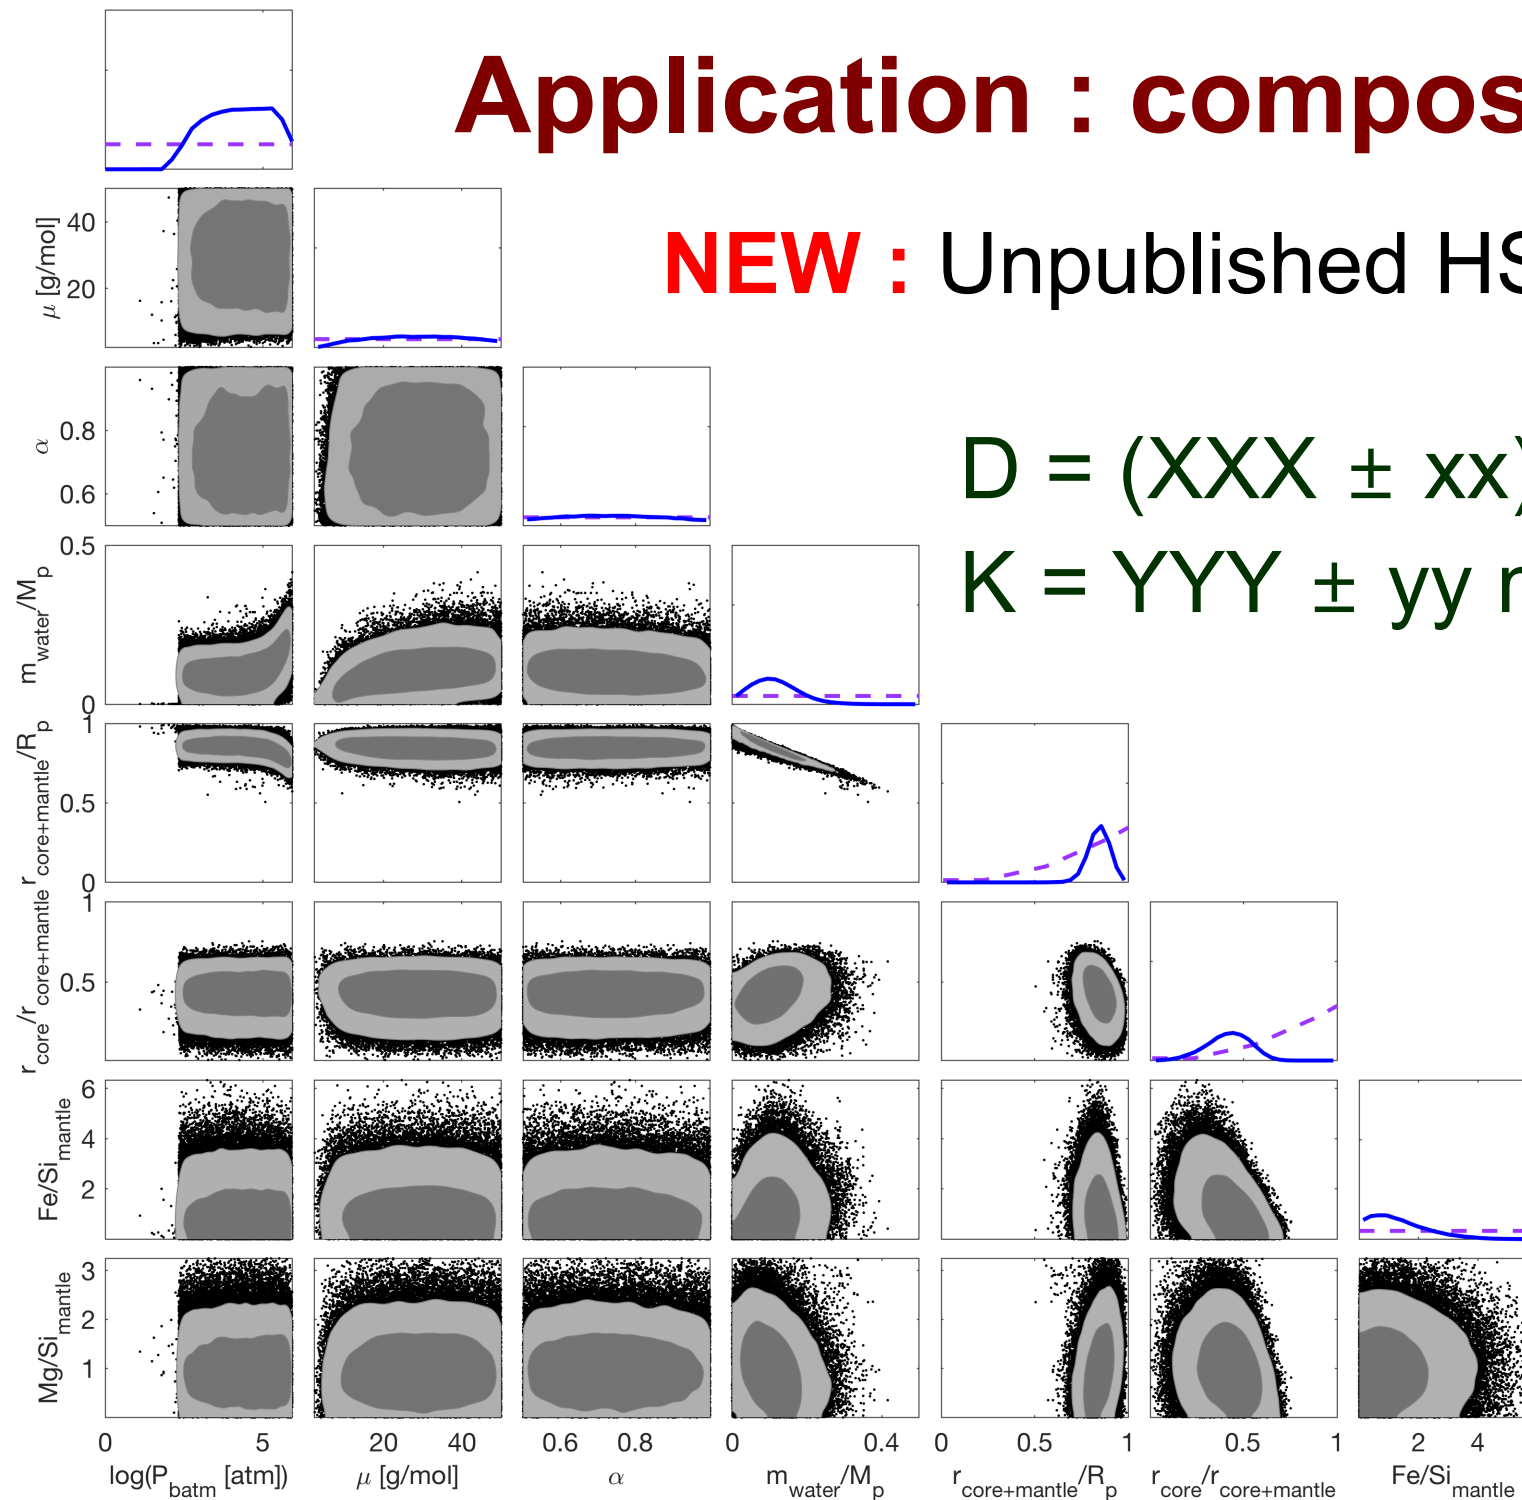 Application : compos
NEW : Unpublished HS
D = (XXX ± xx)
K = YYY ± yy
μ [g/mol]
40
20
α
0.8
0.6
m_water/M_p
0.5
0
r_core+mantle/R_p
1
0.5
0
r_core/r_core+mantle
1
0.5
Fe/Si_mantle
6
4
2
Mg/Si_mantle
3
2
1
0 5 20 40 0.6 0.8 0 0.4 0 0.5 1 0.5 1 2 4
log(P_batm [atm]) μ [g/mol] α m_water/M_p r_core+mantle/R_p r_core/r_core+mantle Fe/Si_mantle